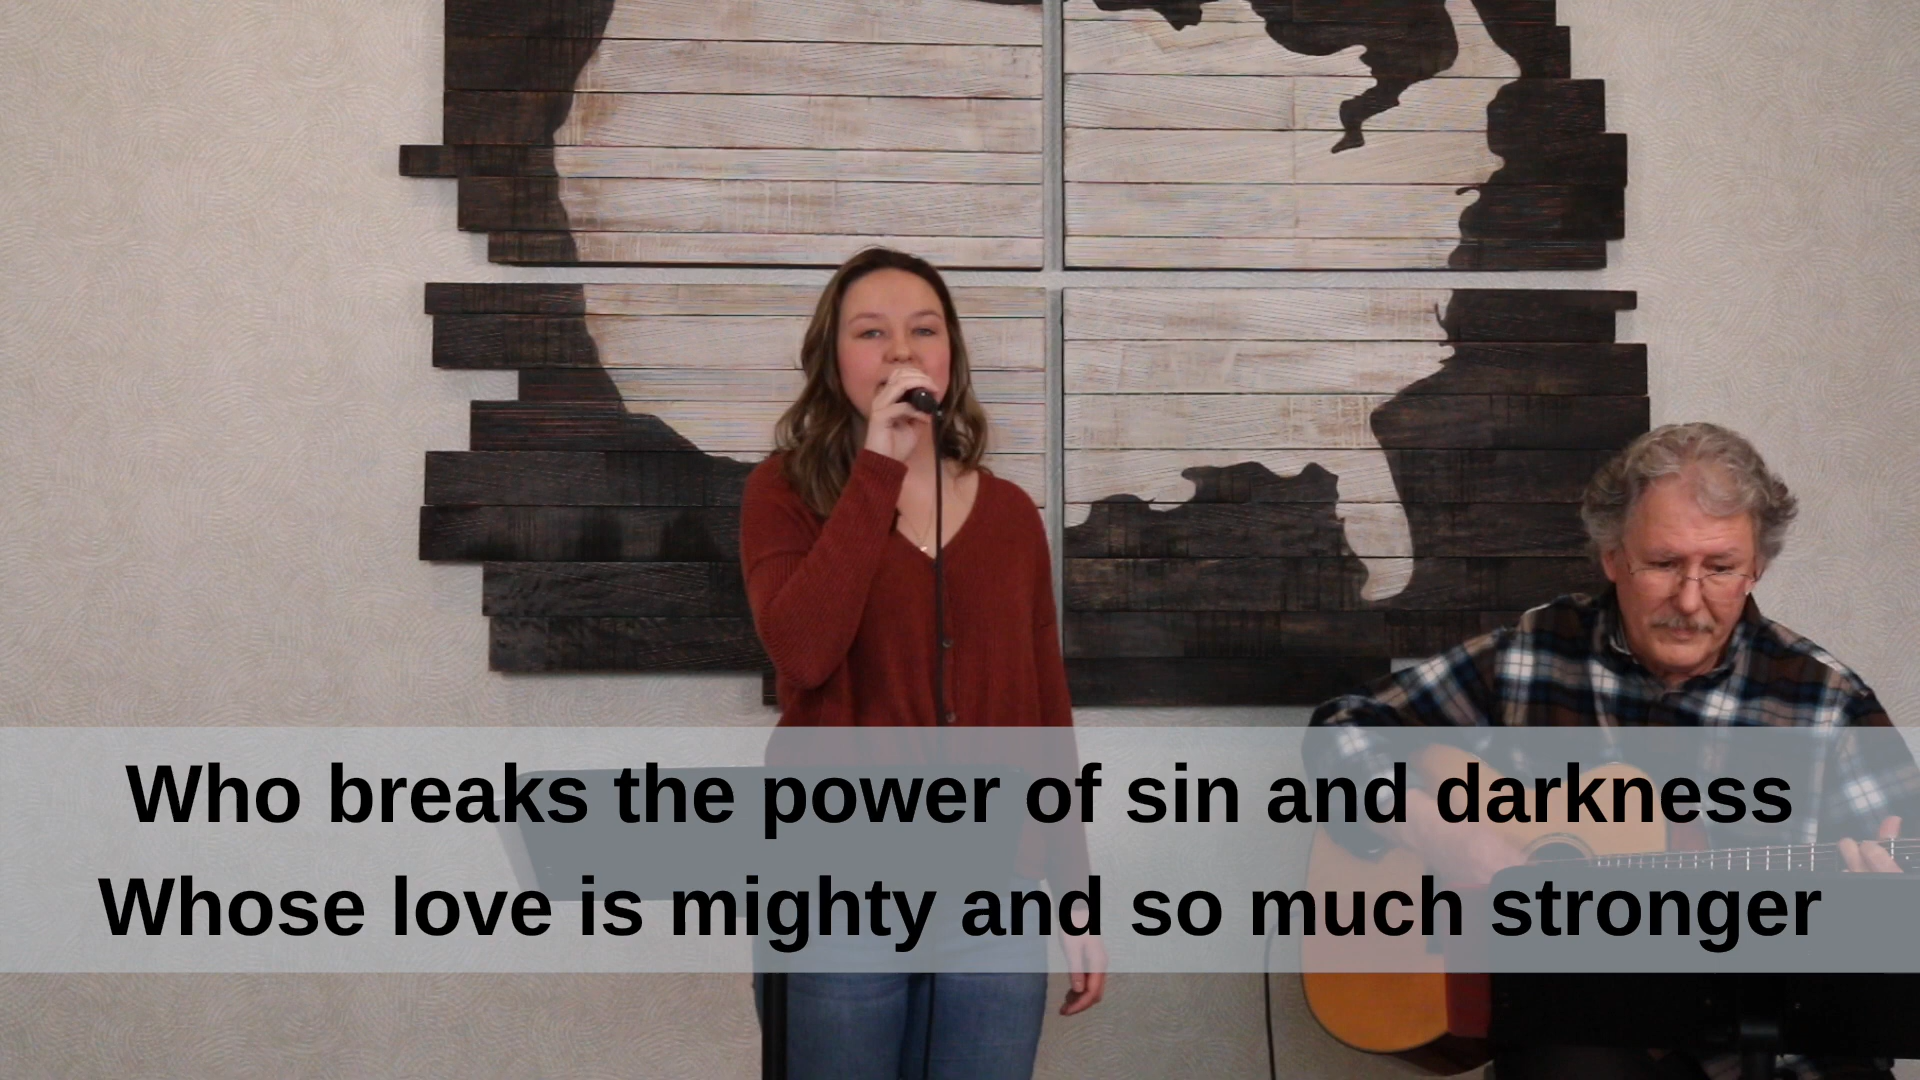 Who breaks the power of sin and darkness
Whose love is mighty and so much stronger